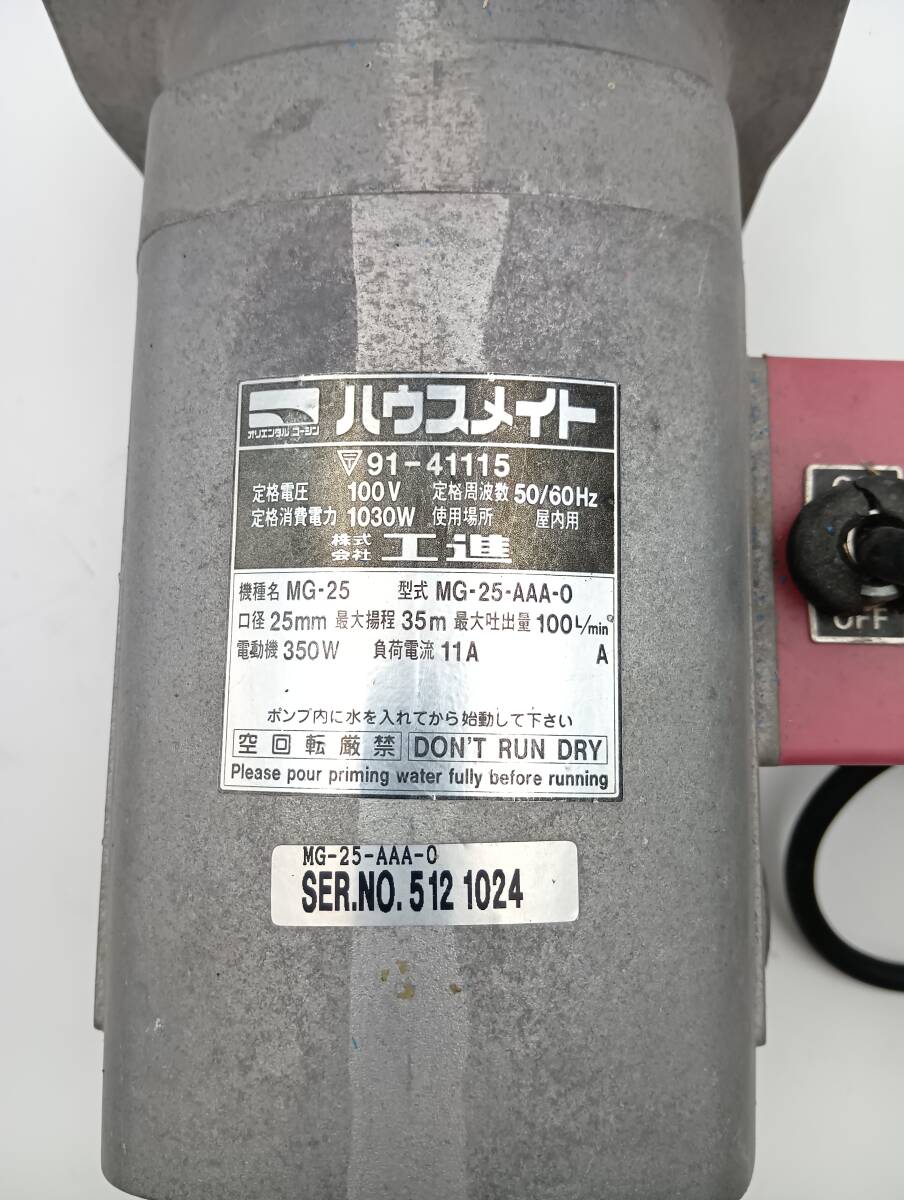 オリエンタル コーシン
ハウスメイト
〒91-41115
定格電圧 100V 定格周波数 50/60Hz
定格消費電力 1030W 使用場所 屋内用
株式会社 工進
機種名 MG-25 型式 MG-25-AAA-0
口径 25mm 最大揚程 35m 最大吐出量 100L/min
電動機 350W 負荷電流 11A A
ポンプ内に水を入れてから始動して下さい
空回転厳禁 DON'T RUN DRY
Please pour priming water fully before running
MG-25-AAA-0
SER.NO. 512 1024
OFF